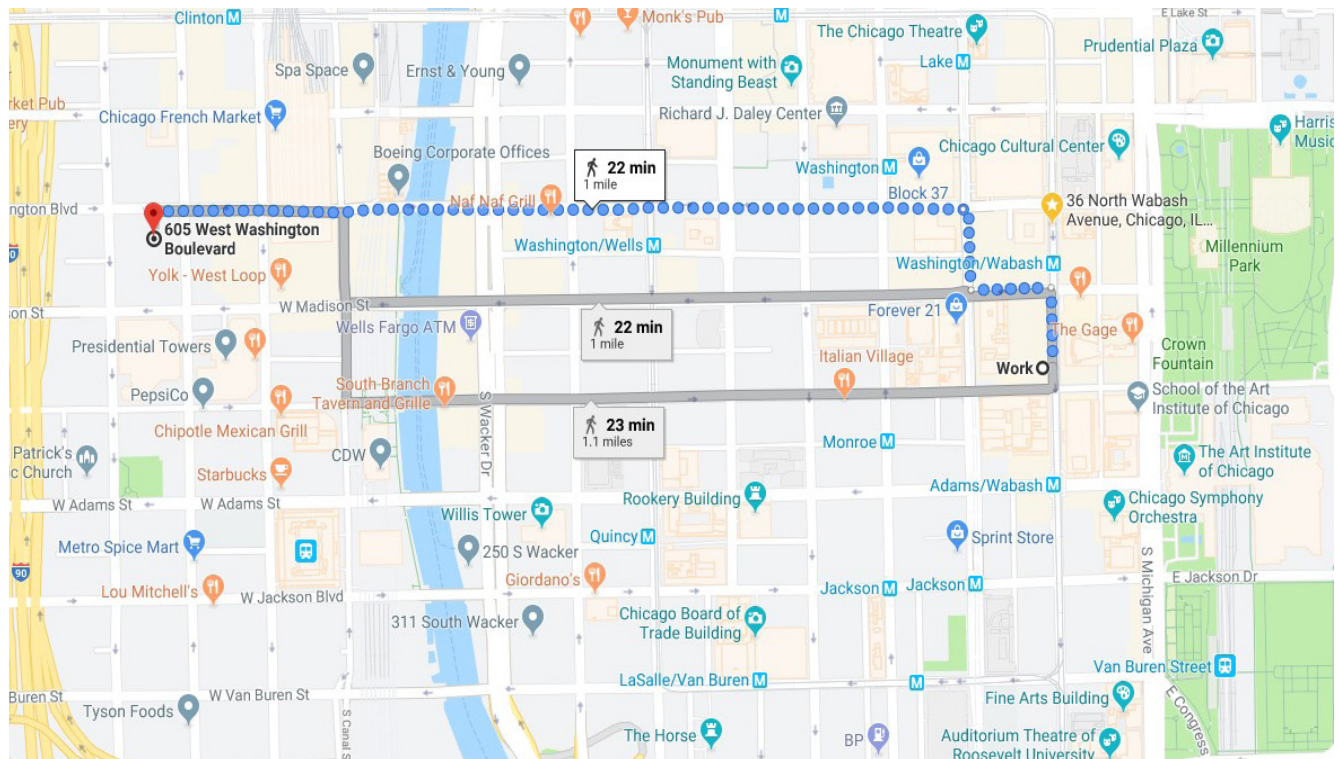 Clinton M
Monk's Pub
M
E Lake St
The Chicago Theatre
Prudential Plaza
Spa Space
Ernst & Young
Monument with
Standing Beast
Lake M
rket Pub
ery
Chicago French Market
Richard J. Daley Center
Harris
Music
Boeing Corporate Offices
22 min
1 mile
Washington M
Chicago Cultural Center
Block 37
ngton Blvd
Naf Naf Grill
36 North Wabash
Avenue, Chicago, IL...
605 West Washington
Boulevard
Washington/Wells M
Millennium
Park
Yolk - West Loop
Washington/Wabash M
son St
W Madison St
Forever 21
Wells Fargo ATM
22 min
1 mile
The Gage
Presidential Towers
Italian Village
Crown
Fountain
Work
PepsiCo
South Branch
Tavern and Grille
S Wacker Dr
School of the Art
Institute of Chicago
23 min
1.1 miles
Chipotle Mexican Grill
Monroe M
Patrick's
c Church
CDW
The Art Institute
of Chicago
Starbucks
Adams/Wabash M
W Adams St
W Adams St
Rookery Building
Chicago Symphony
Orchestra
Willis Tower
Metro Spice Mart
Quincy M
Sprint Store
250 S Wacker
90
Giordano's
S Michigan Ave
E Jackson Dr
Lou Mitchell's
W Jackson Blvd
Jackson M
Jackson M
311 South Wacker
Chicago Board of
Trade Building
Van Buren Street
LaSalle/Van Buren M
M
Buren St
W Van Buren St
Fine Arts Building
Tyson Foods
S Canal St
E Congress
The Horse
BP
Auditorium Theatre of
Roosevelt University